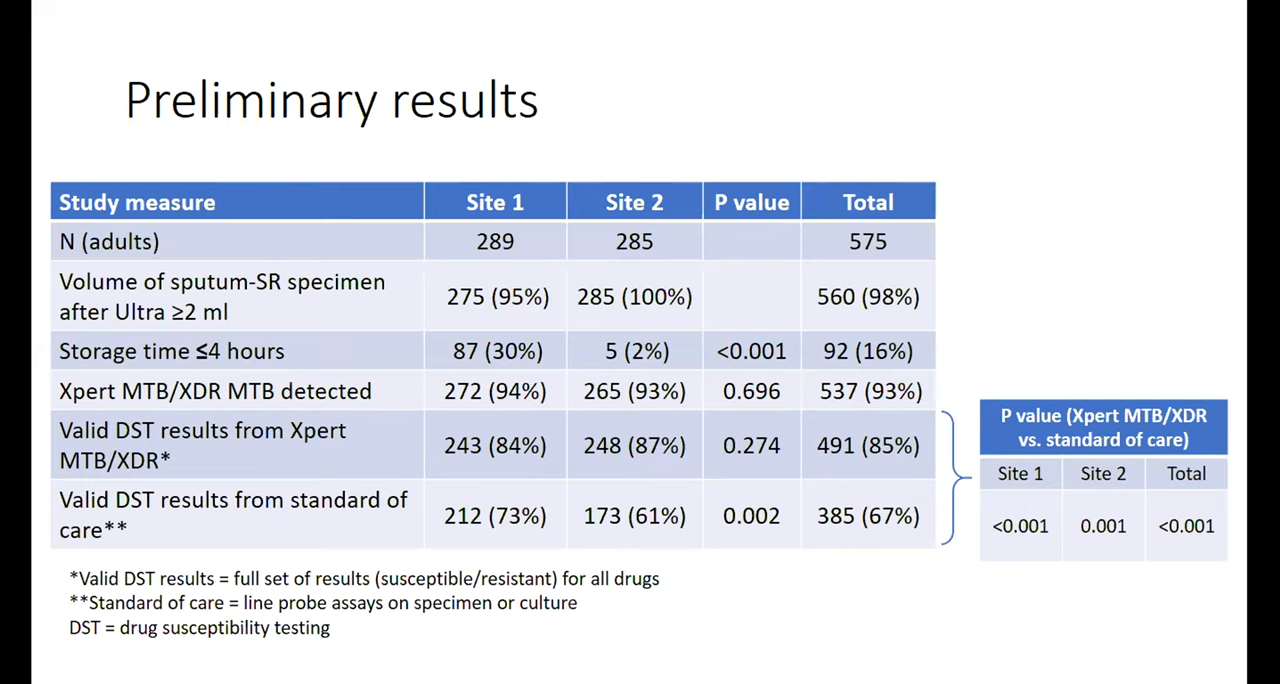 Preliminary results
Study measure Site 1 Site 2 P value Total
N (adults) 289 285 575
Volume of sputum-SR specimen
after Ultra ≥2 ml 275 (95%) 285 (100%) 560 (98%)
Storage time ≤4 hours 87 (30%) 5 (2%) <0.001 92 (16%)
Xpert MTB/XDR MTB detected 272 (94%) 265 (93%) 0.696 537 (93%)
Valid DST results from Xpert
MTB/XDR* 243 (84%) 248 (87%) 0.274 491 (85%)
Valid DST results from standard of
care** 212 (73%) 173 (61%) 0.002 385 (67%)
P value (Xpert MTB/XDR
vs. standard of care)
Site 1 Site 2 Total
<0.001 0.001 <0.001
*Valid DST results = full set of results (susceptible/resistant) for all drugs
**Standard of care = line probe assays on specimen or culture
DST = drug susceptibility testing